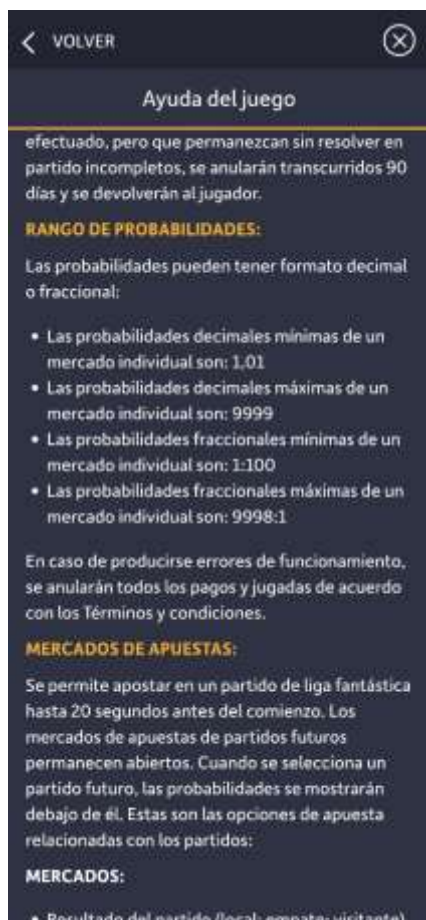 VOLVER
Ayuda del juego
efectuado, pero que permanezcan sin resolver en
partido incompletos, se anularán transcurridos 90
días y se devolverán al jugador.
RANGO DE PROBABILIDADES:
Las probabilidades pueden tener formato decimal
o fraccional:
• Las probabilidades decimales mínimas de un
mercado individual son: 1,01
• Las probabilidades decimales máximas de un
mercado individual son: 9999
• Las probabilidades fraccionales mínimas de un
mercado individual son: 1:100
• Las probabilidades fraccionales máximas de un
mercado individual son: 9998:1
En caso de producirse errores de funcionamiento,
se anularán todos los pagos y jugadas de acuerdo
con los Términos y condiciones.
MERCADOS DE APUESTAS:
Se permite apostar en un partido de liga fantástica
hasta 20 segundos antes del comienzo. Los
mercados de apuestas de partidos futuros
permanecen abiertos. Cuando se selecciona un
partido futuro, las probabilidades se mostrarán
debajo de él. Estas son las opciones de apuesta
relacionadas con los partidos:
MERCADOS:
• Resultado del partido (local; empate; visitante)